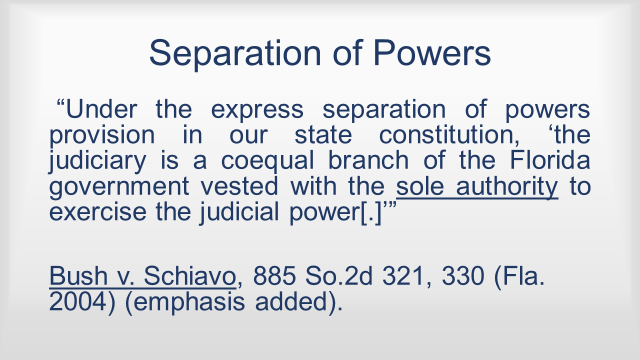 Separation of Powers
“Under the express separation of powers
provision in our state constitution, ‘the
judiciary is a coequal branch of the Florida
government vested with the sole authority to
exercise the judicial power[.]’”
Bush v. Schiavo, 885 So.2d 321, 330 (Fla.
2004) (emphasis added).